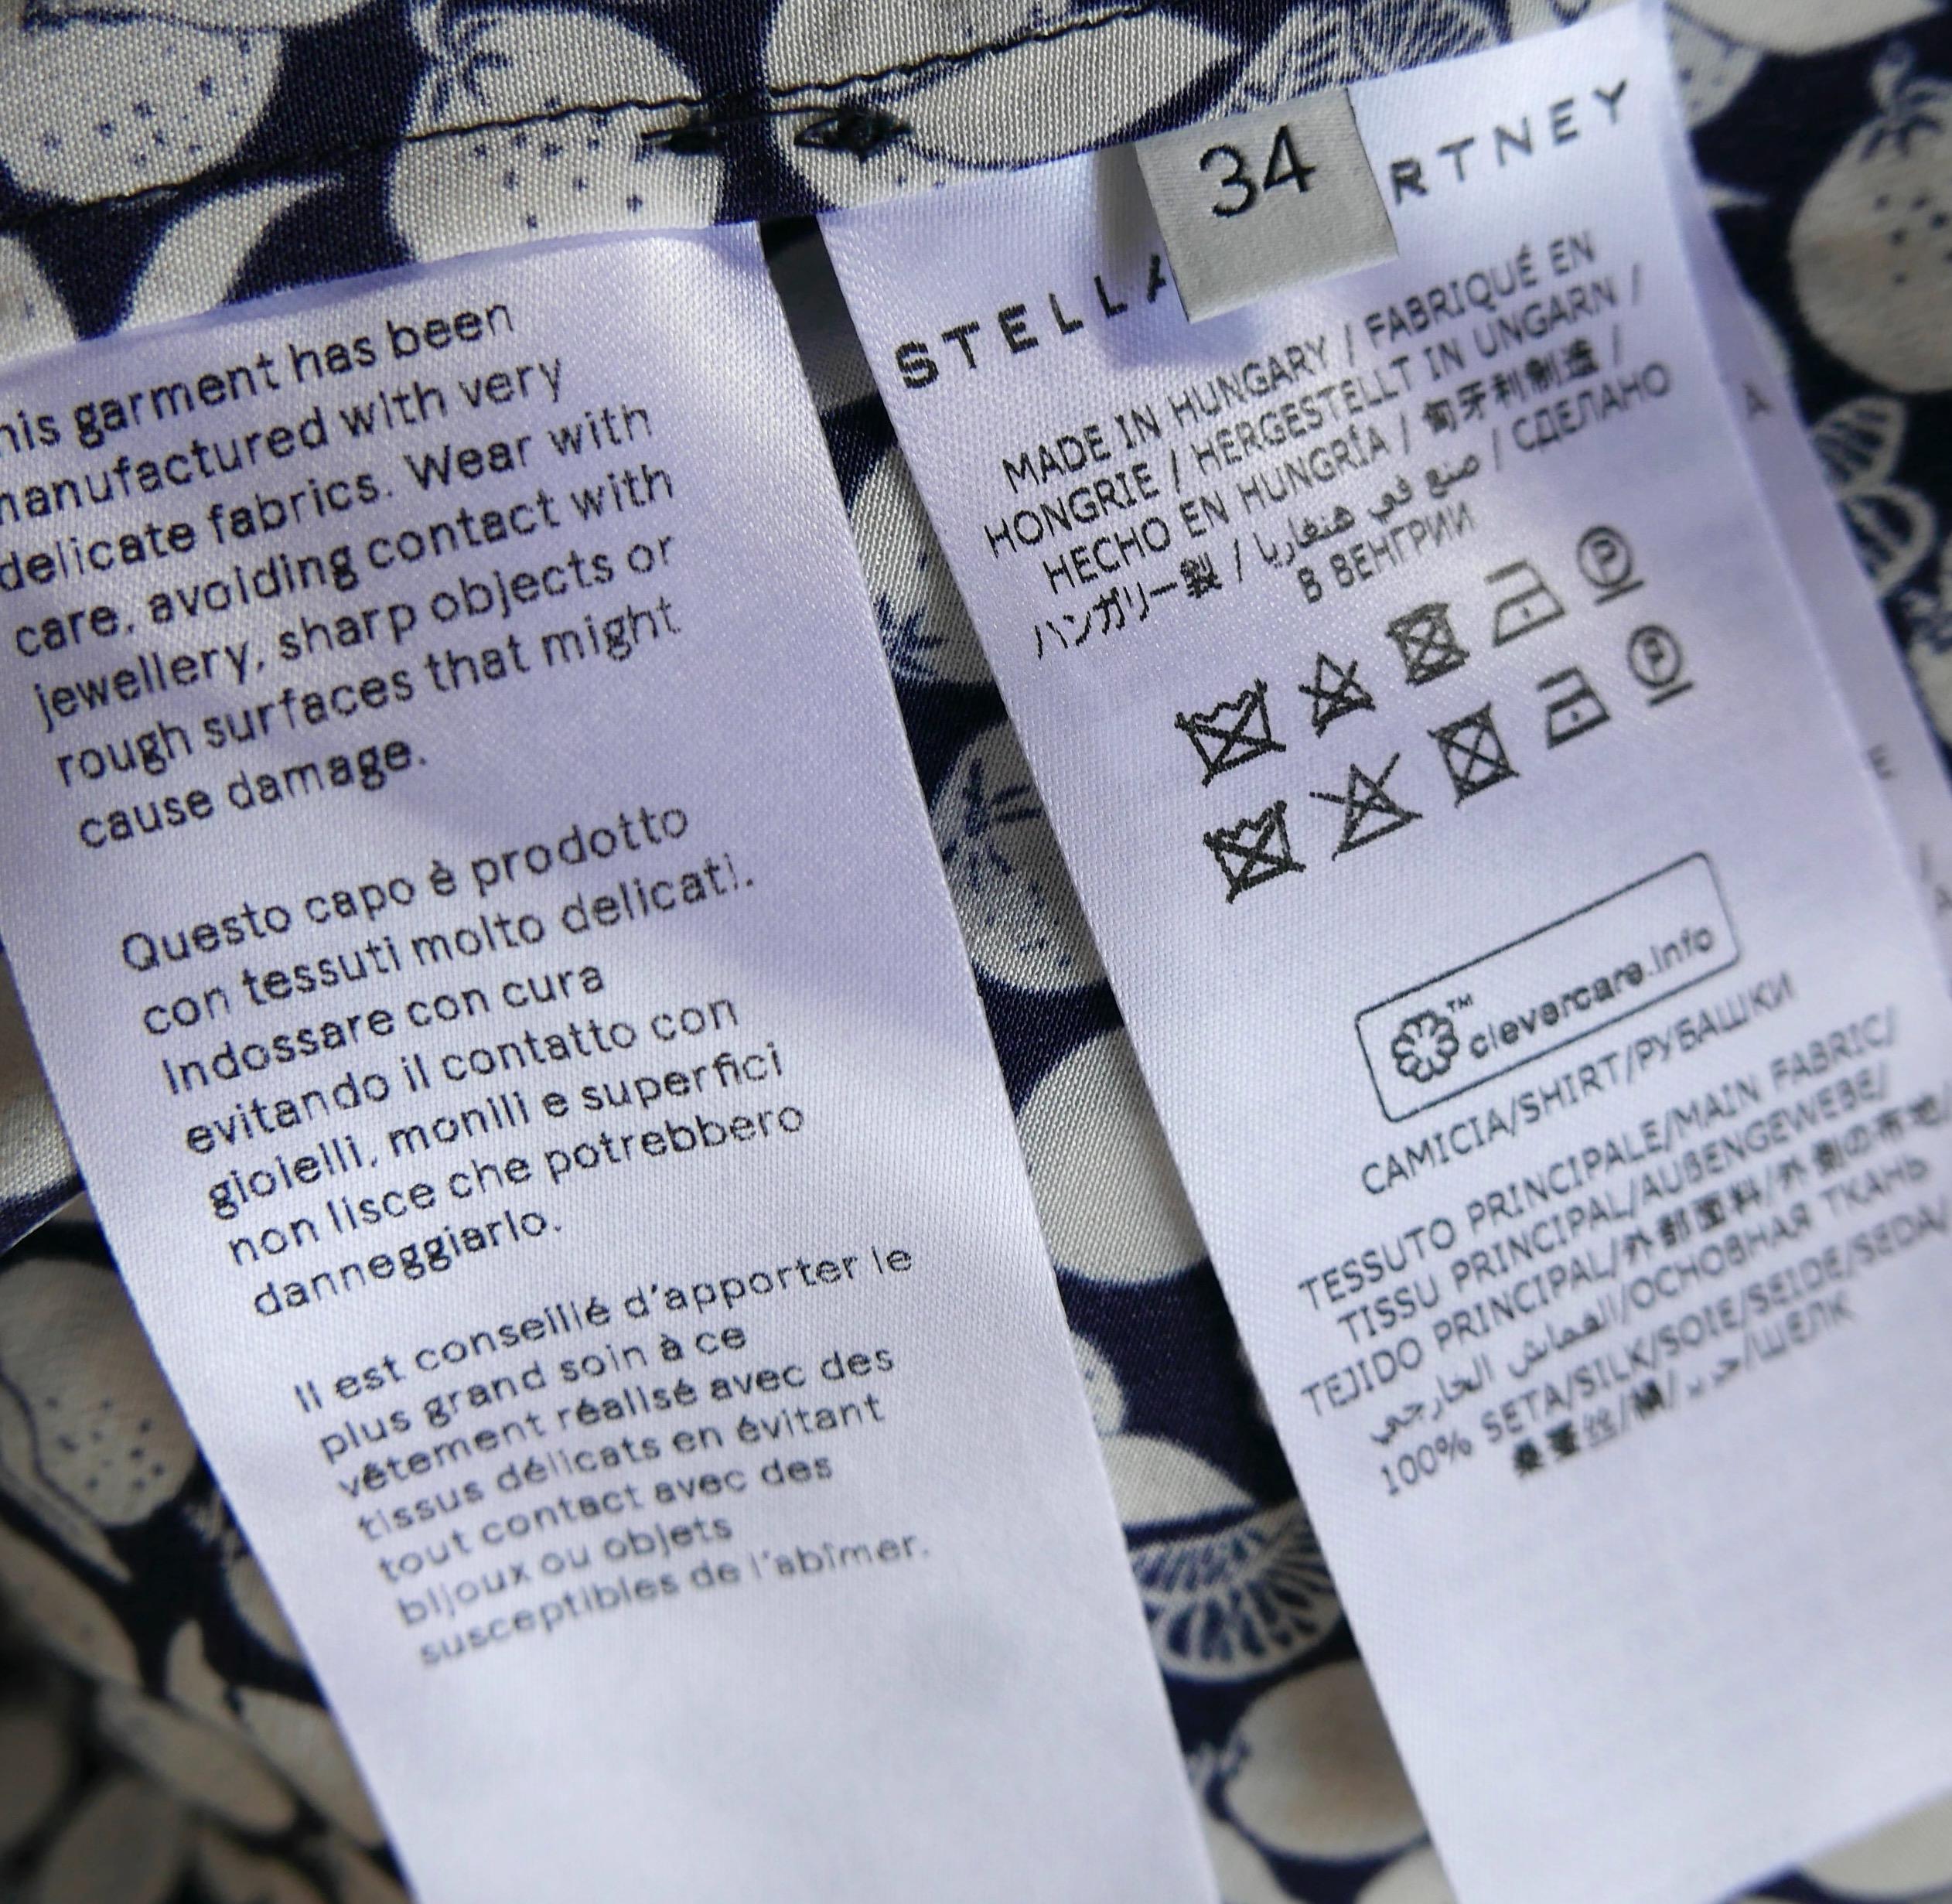 his garment has been
manufactured with very
delicate fabrics. Wear with
care, avoiding contact with
jewellery, sharp objects or
rough surfaces that might
cause damage.
Questo capo è prodotto
con tessuti molto delicati.
Indossare con cura
evitando il contatto con
gioielli, monili e superfici
non lisce che potrebbero
danneggiarlo.
Il est conseillé d'apporter le
plus grand soin à ce
vêtement réalisé avec des
tissus délicats en évitant
tout contact avec des
bijoux ou objets
susceptibles de l'abîmer.
34
STELLA RTNEY
MADE IN HUNGARY / FABRIQUÉ EN
HONGRIE / HERGESTELLT IN UNGARN /
HECHO EN HUNGRÍA / 匈牙利制造 /
ハンガリー製 / صنع في هنغاريا / СДЕЛАНО
В ВЕНГРИИ
P
P
™ clevercare.info
CAMICIA/SHIRT/РУБАШКИ
TESSUTO PRINCIPALE/MAIN FABRIC/
TISSU PRINCIPAL/AUßENGEWEBE/
TEJIDO PRINCIPAL/外部面料/外側の布地/
القماش الخارجي/ОСНОВНАЯ ТКАНЬ
100% SETA/SILK/SOIE/SEIDE/SEDA/
桑蚕丝/絹/حرير/ШЕЛК